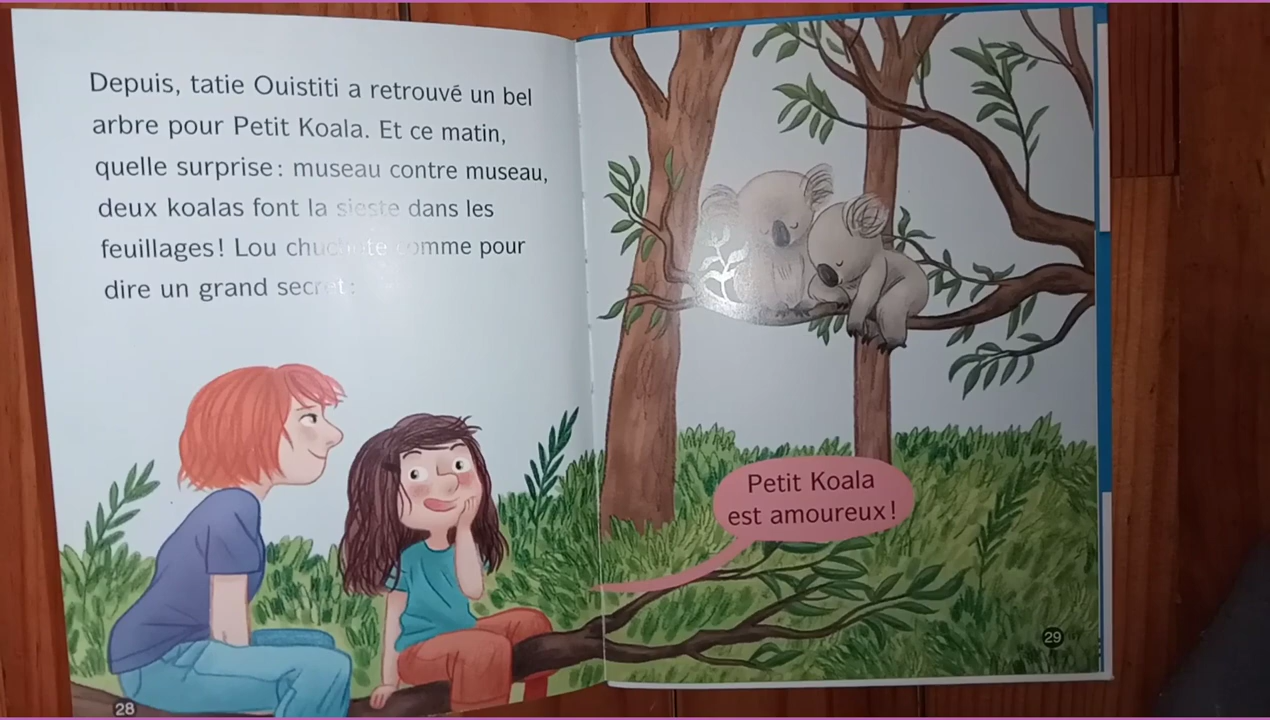 Depuis, tatie Ouistiti a retrouvé un bel
arbre pour Petit Koala. Et ce matin,
quelle surprise : museau contre museau,
deux koalas font la sieste dans les
feuillages ! Lou chuchote comme pour
dire un grand secret :
28
Petit Koala
est amoureux !
29